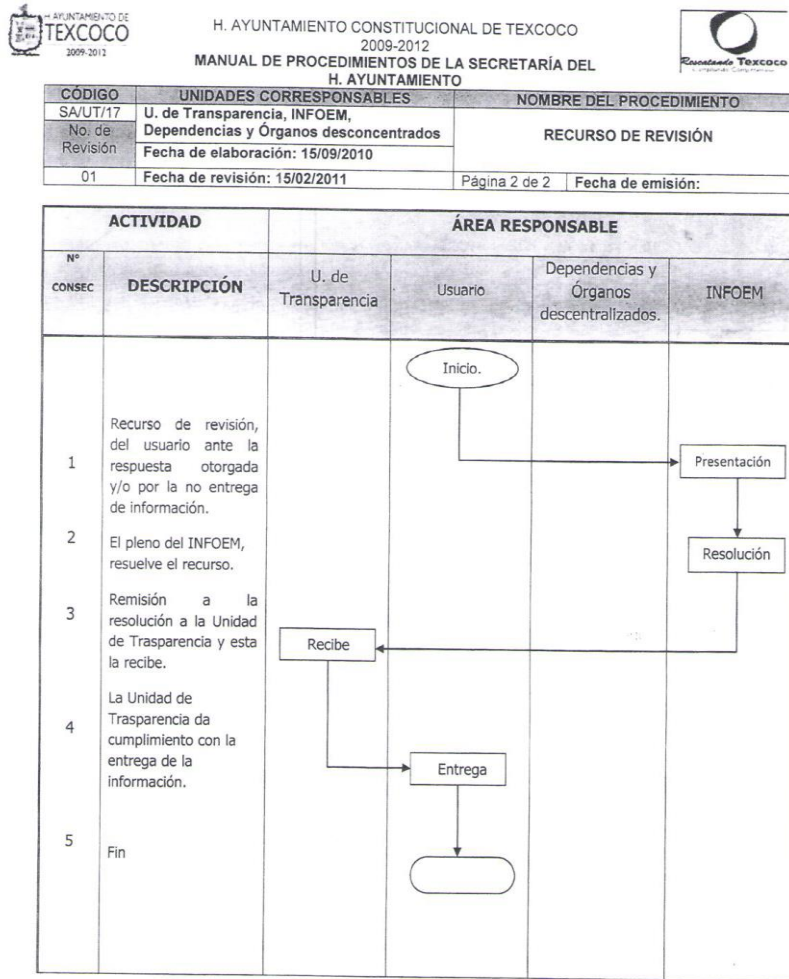 H. AYUNTAMIENTO DE
TEXCOCO
2009-2012
H. AYUNTAMIENTO CONSTITUCIONAL DE TEXCOCO
2009-2012
MANUAL DE PROCEDIMIENTOS DE LA SECRETARÍA DEL
H. AYUNTAMIENTO
Rescatando Texcoco
CÓDIGO UNIDADES CORRESPONSABLES NOMBRE DEL PROCEDIMIENTO
SA/UT/17 U. de Transparencia, INFOEM,
No. de Dependencias y Órganos desconcentrados RECURSO DE REVISIÓN
Revisión Fecha de elaboración: 15/09/2010
01 Fecha de revisión: 15/02/2011 Página 2 de 2 Fecha de emisión:
ACTIVIDAD ÁREA RESPONSABLE
N°
CONSEC
DESCRIPCIÓN
U. de
Transparencia
Usuario
Dependencias y
Órganos
descentralizados.
INFOEM
Inicio.
1
Recurso de revisión,
del usuario ante la
respuesta otorgada
y/o por la no entrega
de información.
Presentación
2
El pleno del INFOEM,
resuelve el recurso.
Resolución
3
Remisión a la
resolución a la Unidad
de Trasparencia y esta
la recibe.
Recibe
4
La Unidad de
Trasparencia da
cumplimiento con la
entrega de la
información.
Entrega
5
Fin